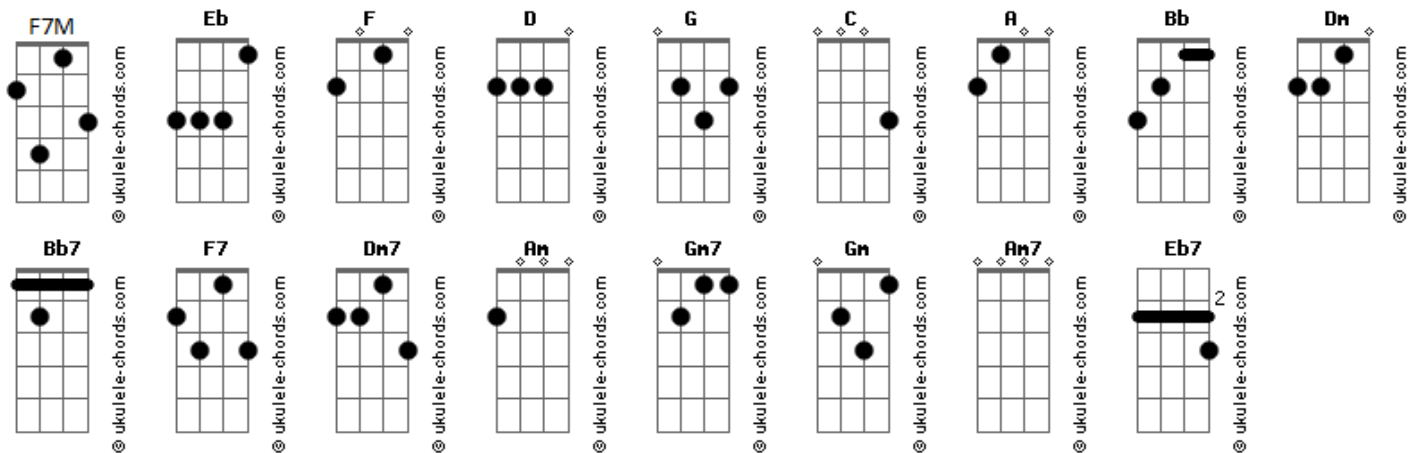 F7M Eb F D G C A Bb Dm
© ukulele-chords.com © ukulele-chords.com © ukulele-chords.com © ukulele-chords.com © ukulele-chords.com © ukulele-chords.com © ukulele-chords.com © ukulele-chords.com © ukulele-chords.com
Bb7 F7 Dm7 Am Gm7 Gm Am7 Eb7
2
© ukulele-chords.com © ukulele-chords.com © ukulele-chords.com © ukulele-chords.com © ukulele-chords.com © ukulele-chords.com © ukulele-chords.com © ukulele-chords.com